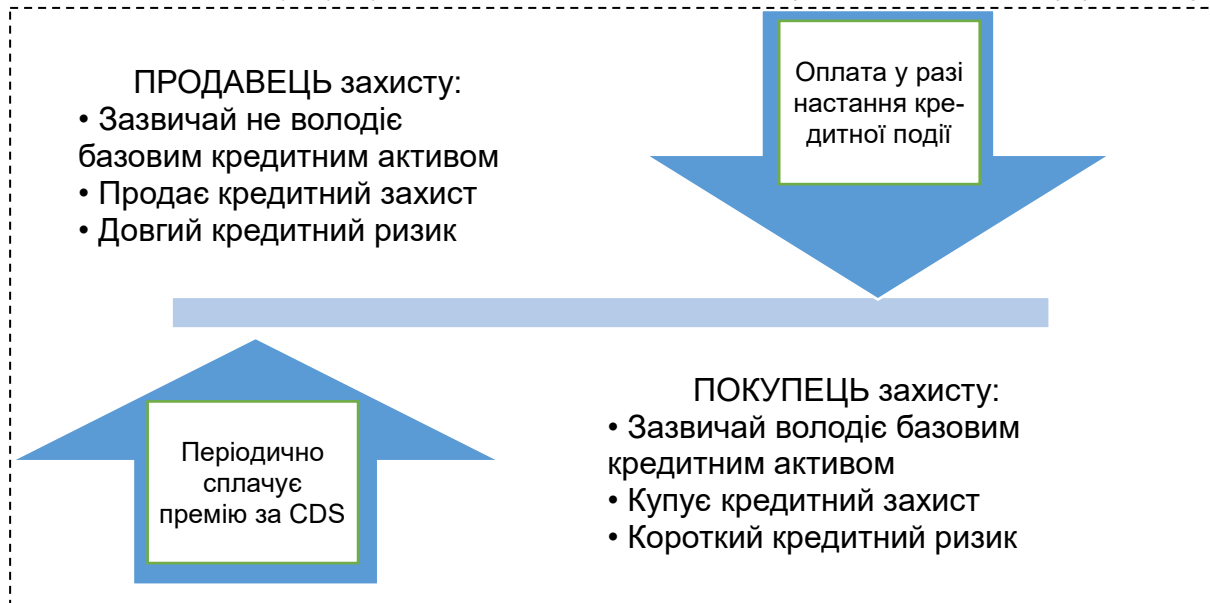 ПРОДАВЕЦЬ захисту:
• Зазвичай не володіє
базовим кредитним активом
• Продає кредитний захист
• Довгий кредитний ризик
Оплата у разі
настання кре-
дитної події
Періодично
сплачує
премію за CDS
ПОКУПЕЦЬ захисту:
• Зазвичай володіє базовим
кредитним активом
• Купує кредитний захист
• Короткий кредитний ризик